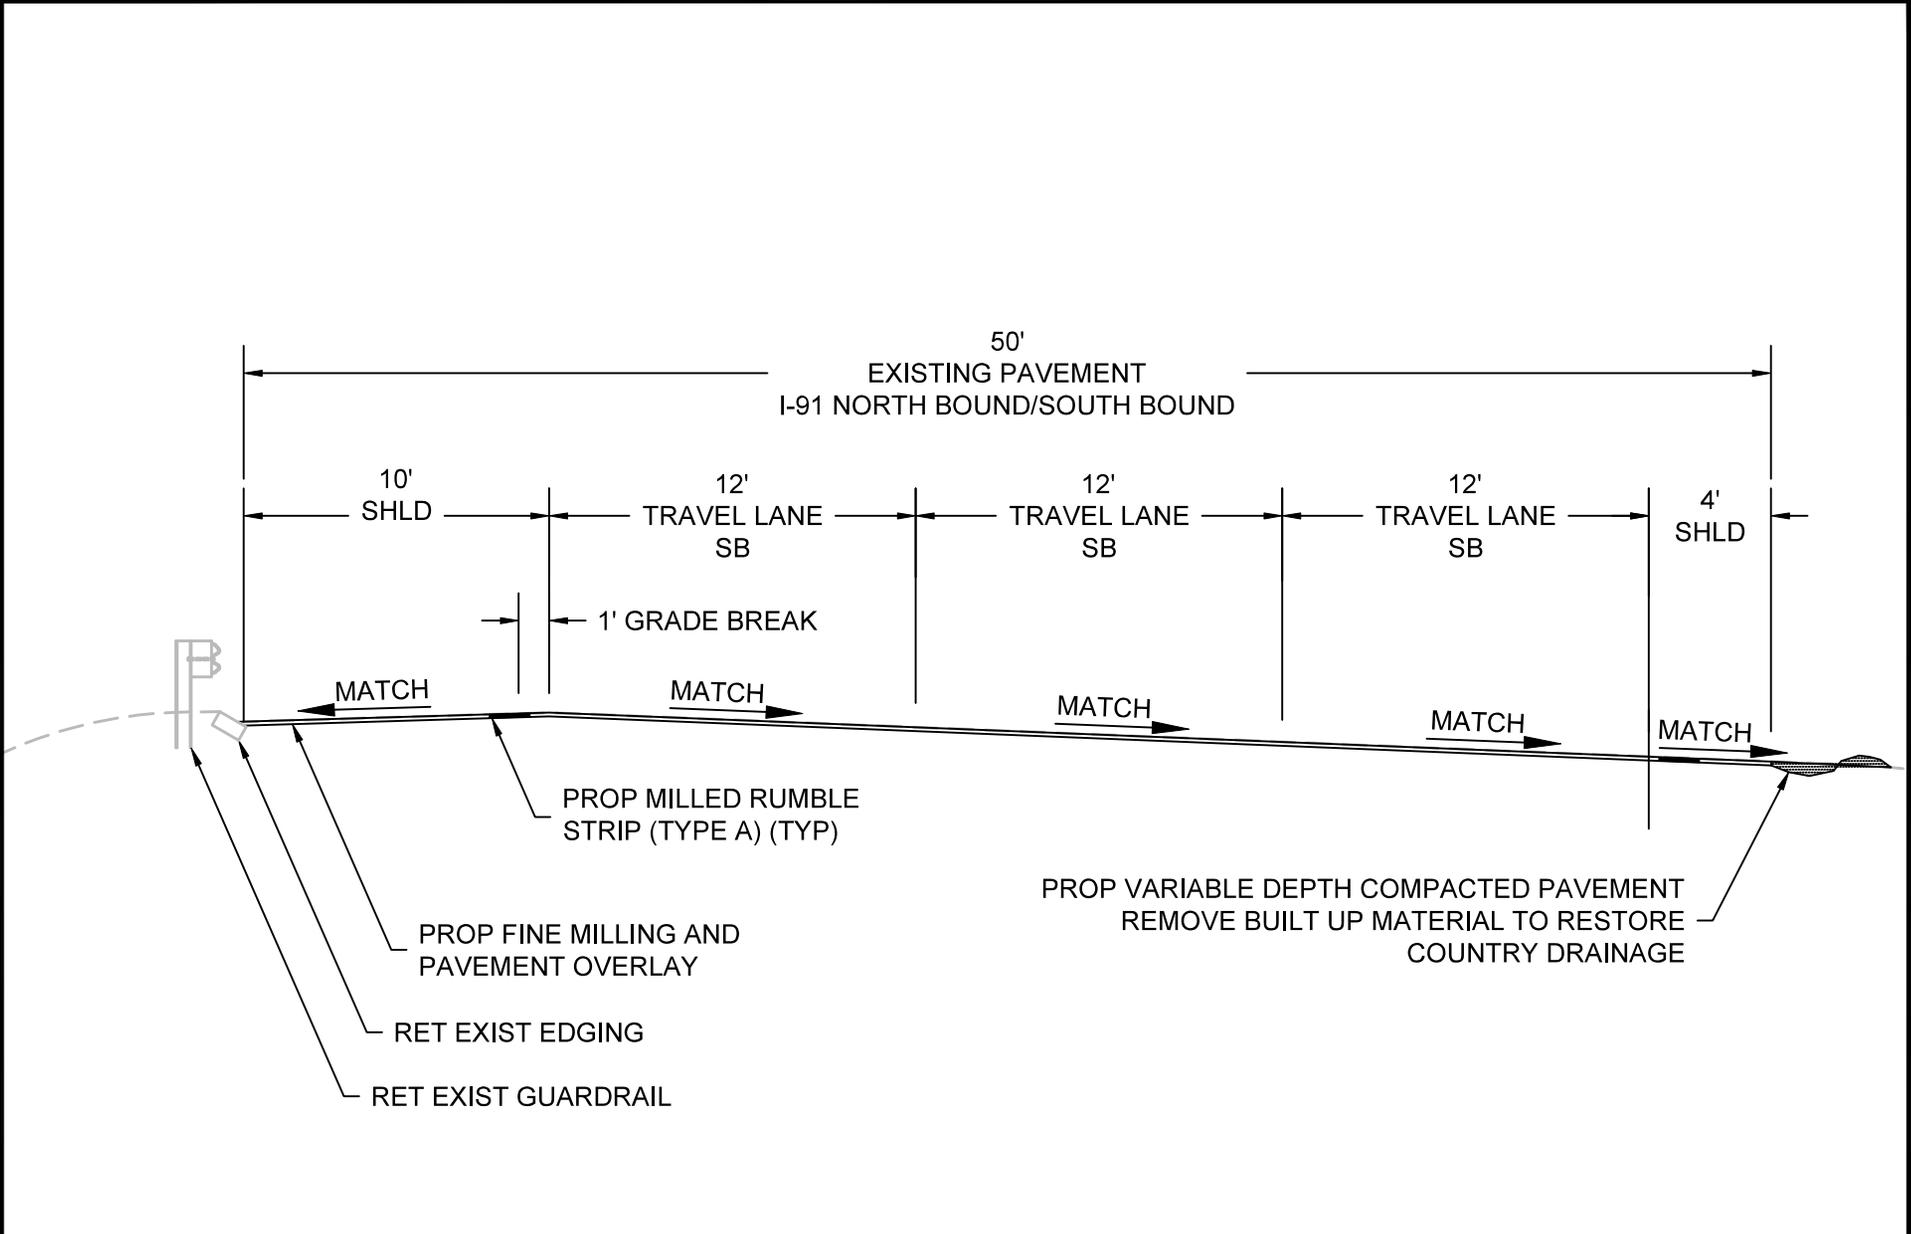 50'
EXISTING PAVEMENT
I-91 NORTH BOUND/SOUTH BOUND
10'
SHLD
12'
TRAVEL LANE
SB
12'
TRAVEL LANE
SB
12'
TRAVEL LANE
SB
4'
SHLD
1' GRADE BREAK
MATCH
MATCH
MATCH
MATCH
MATCH
PROP MILLED RUMBLE
STRIP (TYPE A) (TYP)
PROP VARIABLE DEPTH COMPACTED PAVEMENT
REMOVE BUILT UP MATERIAL TO RESTORE
COUNTRY DRAINAGE
PROP FINE MILLING AND
PAVEMENT OVERLAY
RET EXIST EDGING
RET EXIST GUARDRAIL